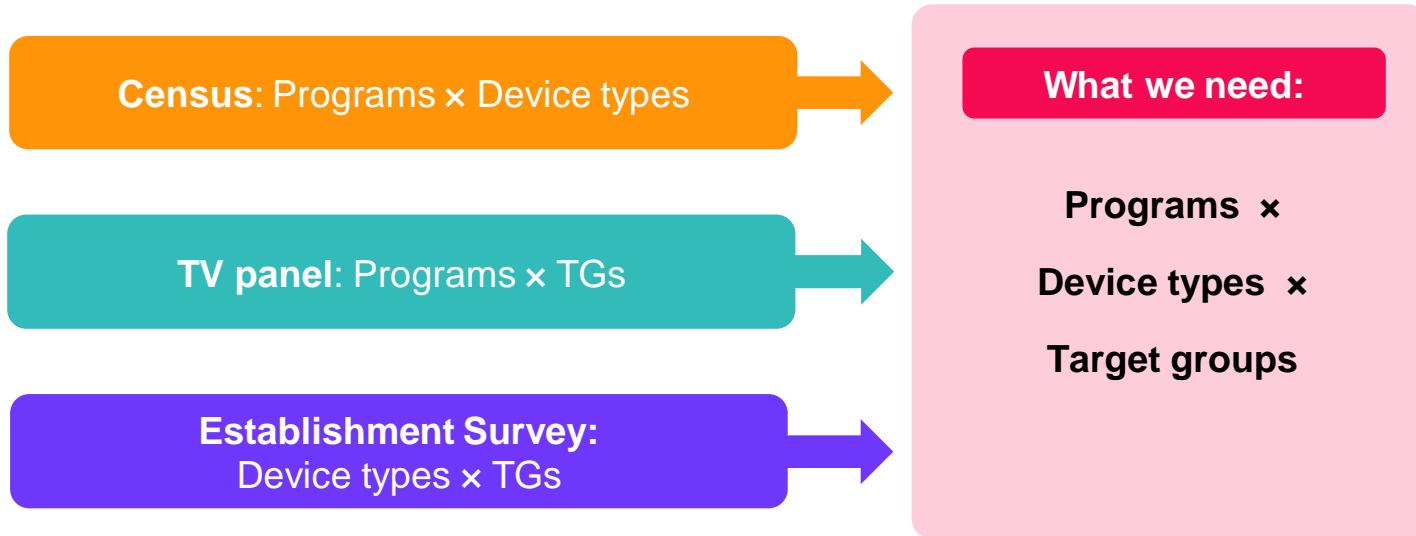 Census: Programs × Device types
TV panel: Programs × TGs
Establishment Survey:
Device types × TGs
What we need:
Programs ×
Device types ×
Target groups